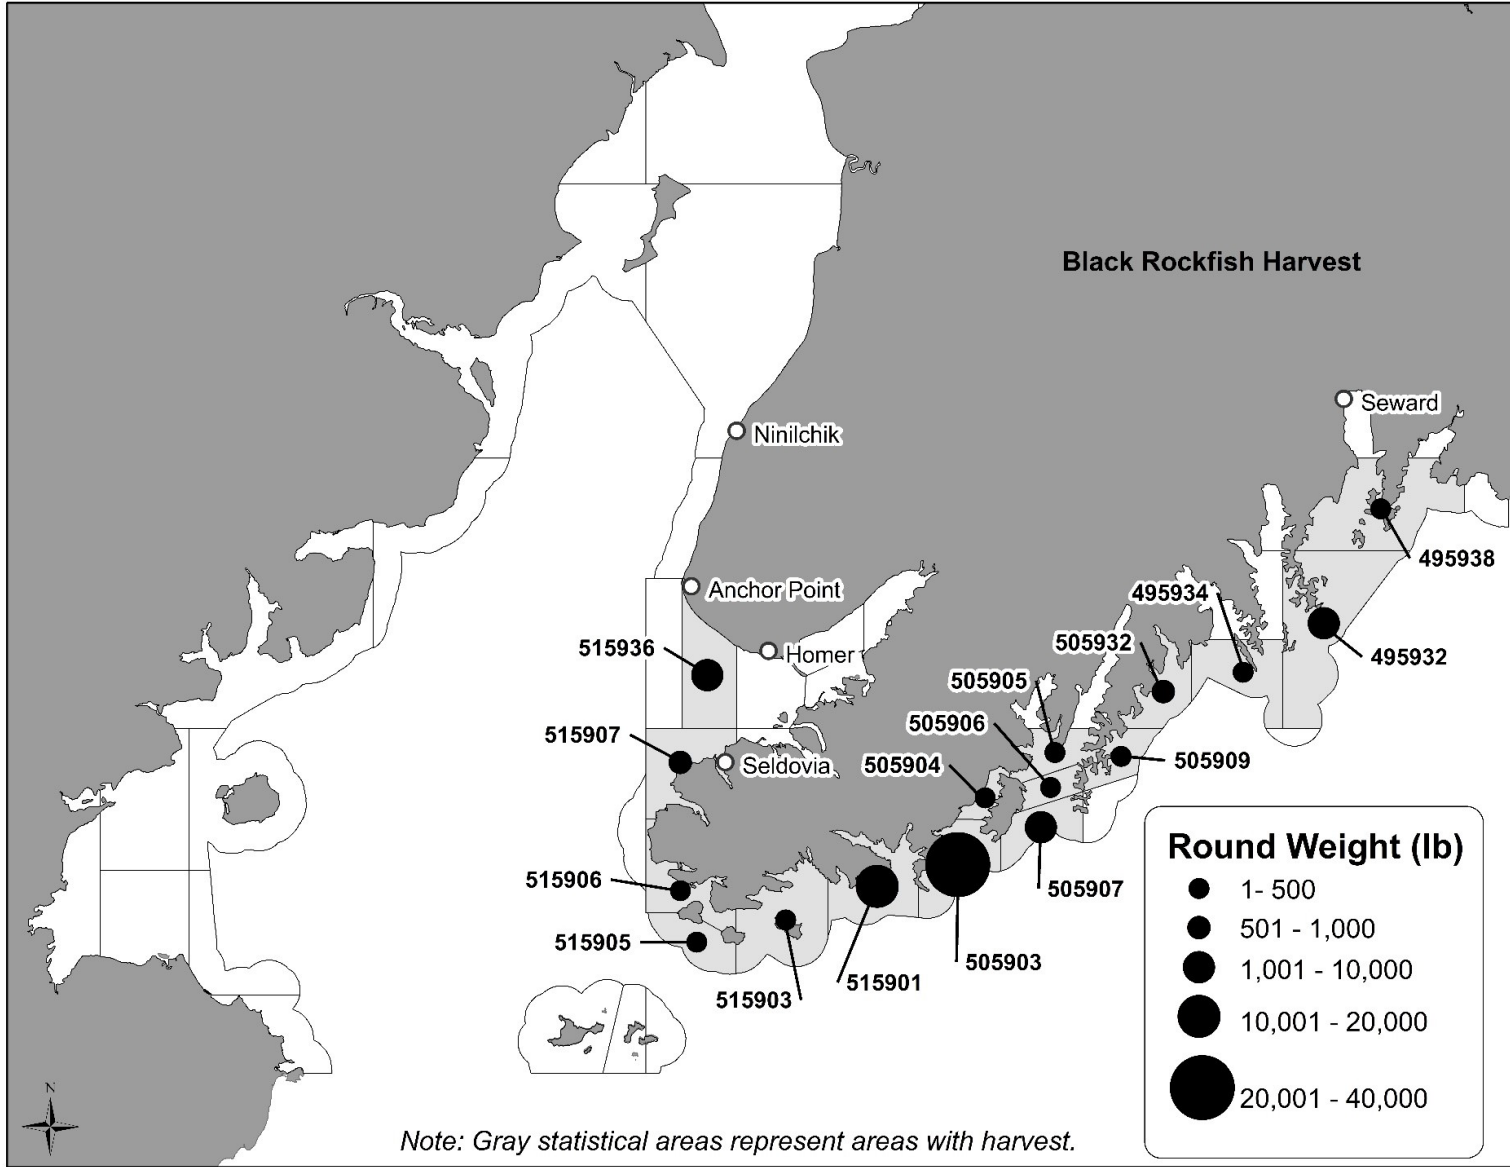 Black Rockfish Harvest
Seward
Ninilchik
495938
Anchor Point
495934
515936
Homer
505932
495932
505905
505906
515907
505909
505904
Seldovia
Round Weight (lb)
1- 500
501 - 1,000
1,001 - 10,000
10,001 - 20,000
20,001 - 40,000
515906
505907
515905
505903
515901
515903
N
Note: Gray statistical areas represent areas with harvest.